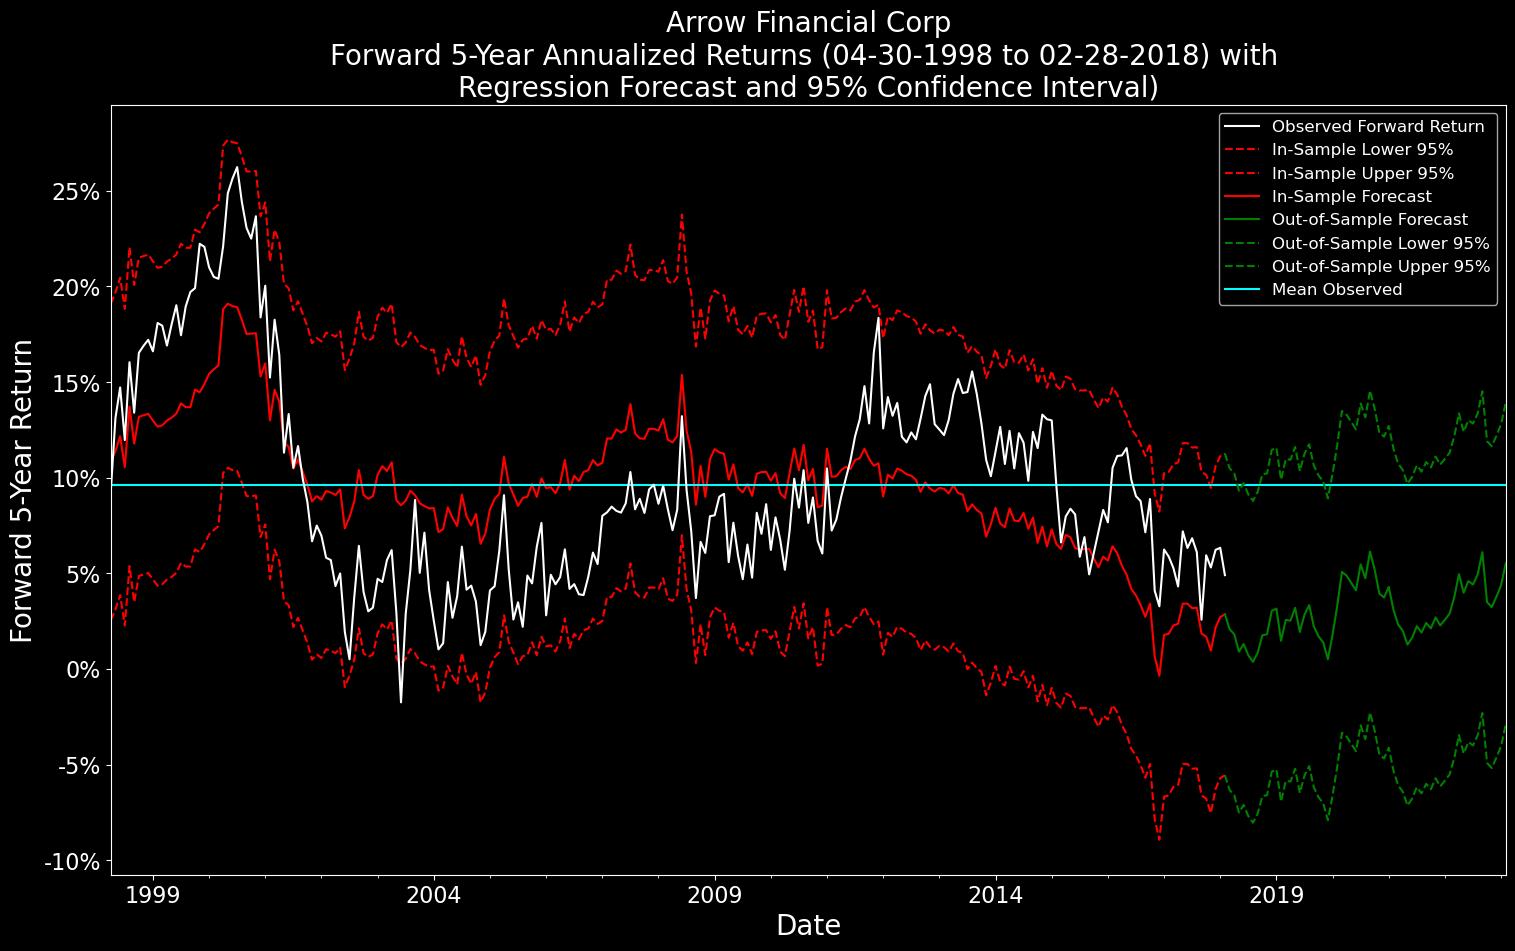 Arrow Financial Corp
Forward 5-Year Annualized Returns (04-30-1998 to 02-28-2018) with
Regression Forecast and 95% Confidence Interval)
Observed Forward Return
In-Sample Lower 95%
In-Sample Upper 95%
In-Sample Forecast
Out-of-Sample Forecast
Out-of-Sample Lower 95%
Out-of-Sample Upper 95%
Mean Observed
Forward 5-Year Return
25%
20%
15%
10%
5%
0%
-5%
-10%
1999
2004
2009
2014
2019
Date